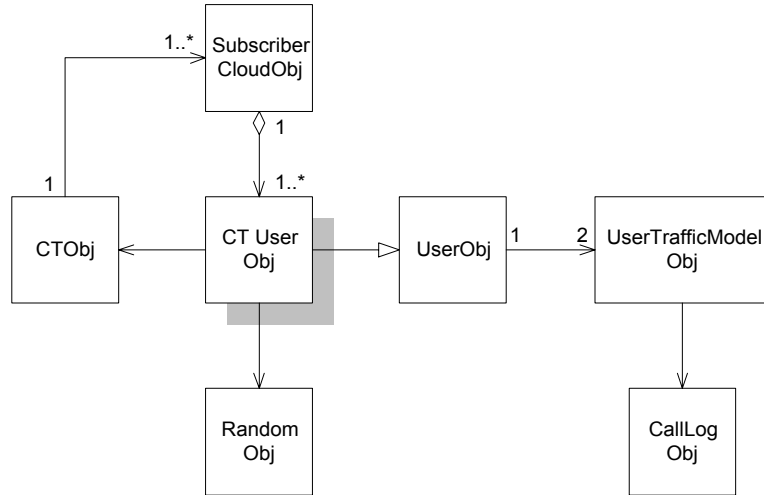 1..*
Subscriber
CloudObj
1
1..*
1
CTObj
CT User
Obj
UserObj
1
2
UserTrafficModel
Obj
Random
Obj
CallLog
Obj